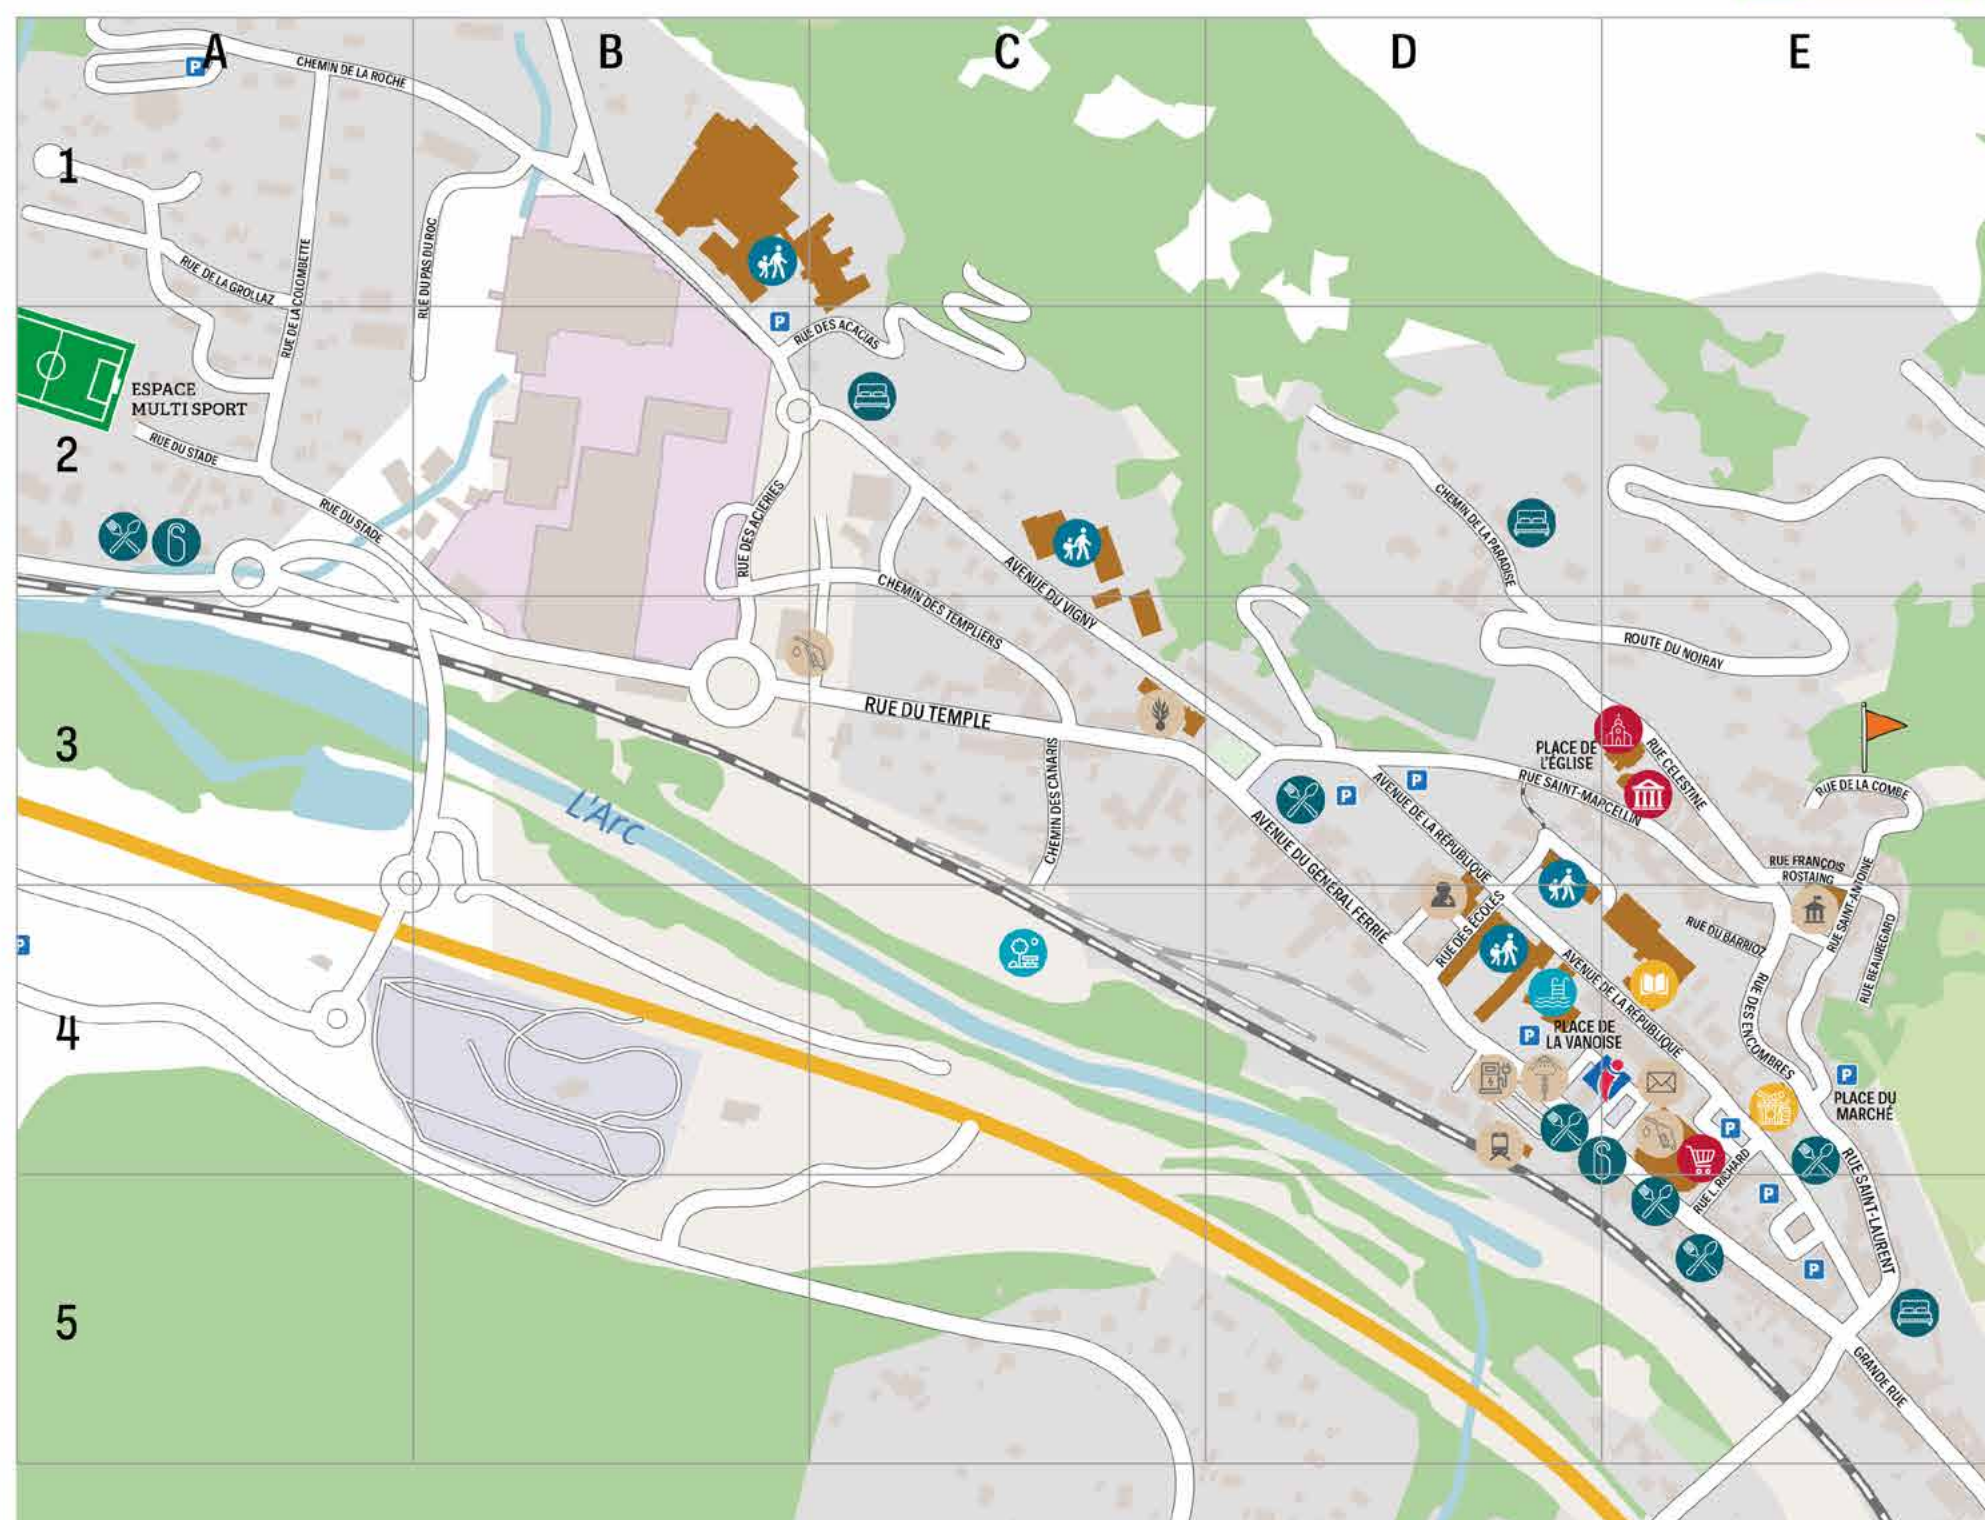 A
B
C
D
E
P
CHEMIN DE LA ROCHE
1
RUE DE LA GROLLAZ
RUE DE LA COLOMBETTE
RUE DU PAS DU ROC
P
RUE DES ACACIAS
ESPACE
MULTI SPORT
2
RUE DU STADE
RUE DU STADE
RUE DES ACIERIES
CHEMIN DES TEMPLIERS
AVENUE DU VIGNY
CHEMIN DE LA PARADISE
ROUTE DU NOIRAY
3
RUE DU TEMPLE
CHEMIN DES CANARIS
L'Arc
PLACE DE
L'ÉGLISE
RUE CELESTINE
RUE SAINT-MARCELLIN
P
P
RUE DE LA COMBE
AVENUE DE LA RÉPUBLIQUE
AVENUE DU GÉNÉRAL FERRIÉ
RUE FRANÇOIS
ROSTAING
RUE SAINT-ANTOINE
RUE BEAUREGARD
RUE DES ECOLES
RUE DU BARRIOZ
P
4
AVENUE DE LA RÉPUBLIQUE
RUE DES ENCOMBRES
P
PLACE DE
LA VANOISE
P
PLACE DU
MARCHÉ
P
RUE L. RICHARD
RUE SAINT-LAURENT
P
P
5
GRANDE RUE